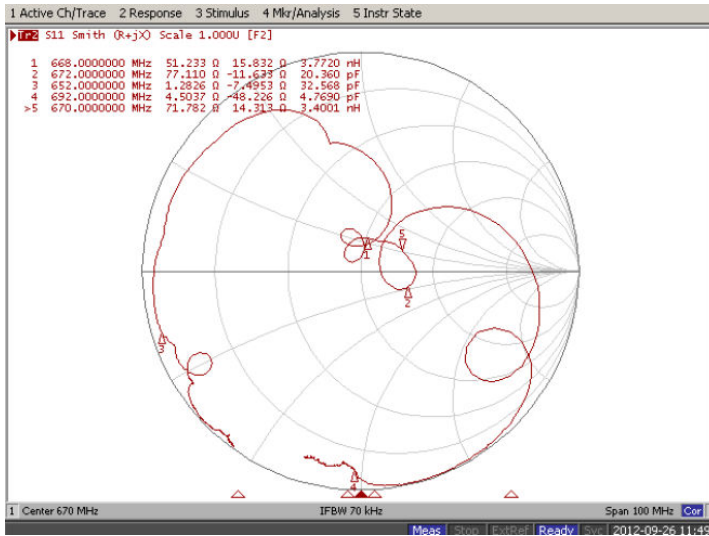 1 Active Ch/Trace 2 Response 3 Stimulus 4 Mkr/Analysis 5 Instr State
Tr2 S11 Smith (R+jX) Scale 1.000U [F2]
1 668.0000000 MHz 51.233 Ω 15.832 Ω 3.7720 nH
2 672.0000000 MHz 77.110 Ω -11.633 Ω 20.360 pF
3 652.0000000 MHz 1.2826 Ω -7.4953 Ω 32.568 pF
4 692.0000000 MHz 4.5037 Ω -48.226 Ω 4.7690 pF
>5 670.0000000 MHz 71.782 Ω 14.313 Ω 3.4001 nH
5
1
2
3
4
1 Center 670 MHz IFBW 70 kHz Span 100 MHz Cor
Meas Stop ExtRef Ready Svc 2012-09-26 11:49